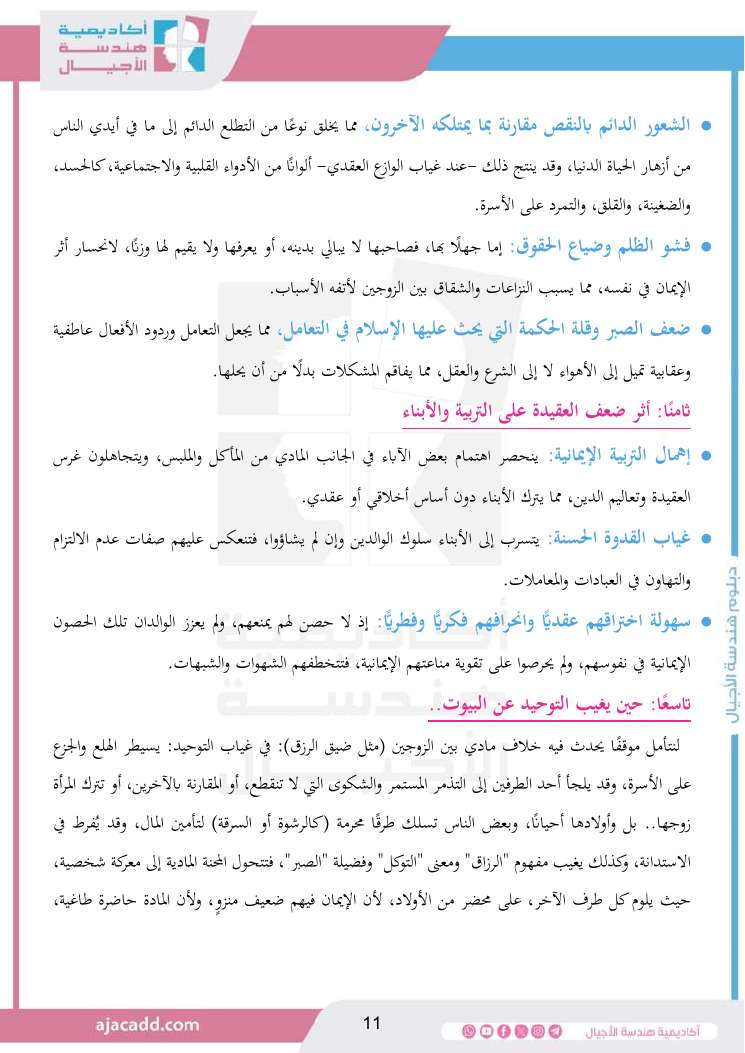 أكاديمية
هندسة
الأجيال
• الشعور الدائم بالنقص مقارنة بما يمتلكه الآخرون، مما يخلق نوعًا من التطلع الدائم إلى ما في أيدي الناس
من أزهار الحياة الدنيا، وقد ينتج ذلك –عند غياب الوازع العقدي– ألوانًا من الأدواء القلبية والاجتماعية، كالحسد،
والضغينة، والقلق، والتمرد على الأسرة.
• فشو الظلم وضياع الحقوق: إما جهلًا بها، فصاحبها لا يبالي بدينه، أو يعرفها ولا يقيم لها وزنًا، لانحسار أثر
الإيمان في نفسه، مما يسبب النزاعات والشقاق بين الزوجين لأتفه الأسباب.
• ضعف الصبر وقلة الحكمة التي يحث عليها الإسلام في التعامل، مما يجعل التعامل وردود الأفعال عاطفية
وعقابية تميل إلى الأهواء لا إلى الشرع والعقل، مما يفاقم المشكلات بدلًا من أن يحلها.
ثامنًا: أثر ضعف العقيدة على التربية والأبناء
• إهمال التربية الإيمانية: ينحصر اهتمام بعض الآباء في الجانب المادي من المأكل والملبس، ويتجاهلون غرس
العقيدة وتعاليم الدين، مما يترك الأبناء دون أساس أخلاقي أو عقدي.
• غياب القدوة الحسنة: يتسرب إلى الأبناء سلوك الوالدين وإن لم يشاؤوا، فتنعكس عليهم صفات عدم الالتزام
والتهاون في العبادات والمعاملات.
• سهولة اختراقهم عقديًّا وانحرافهم فكريًّا وفطريًّا: إذ لا حصن لهم يمنعهم، ولم يعزز الوالدان تلك الحصون
الإيمانية في نفوسهم، ولم يحرصوا على تقوية مناعتهم الإيمانية، فتتخطفهم الشهوات والشبهات.
تاسعًا: حين يغيب التوحيد عن البيوت..
لنتأمل موقفًا يحدث فيه خلاف مادي بين الزوجين (مثل ضيق الرزق): في غياب التوحيد: يسيطر الهلع والجزع
على الأسرة، وقد يلجأ أحد الطرفين إلى التذمر المستمر والشكوى التي لا تنقطع، أو المقارنة بالآخرين، أو تترك المرأة
زوجها.. بل وأولادها أحيانًا، وبعض الناس تسلك طرقًا محرمة (كالرشوة أو السرقة) لتأمين المال، وقد يُفرط في
الاستدانة، وكذلك يغيب مفهوم "الرزاق" ومعنى "التوكل" وفضيلة "الصبر"، فتتحول المحنة المادية إلى معركة شخصية،
حيث يلوم كل طرف الآخر، على محضر من الأولاد، لأن الإيمان فيهم ضعيف منزوٍ، ولأن المادة حاضرة طاغية،
دبلوم هندسة الأجيال
أكاديمية
هندسة
الأجيال
ajacadd.com
11
أكاديمية هندسة الأجيال